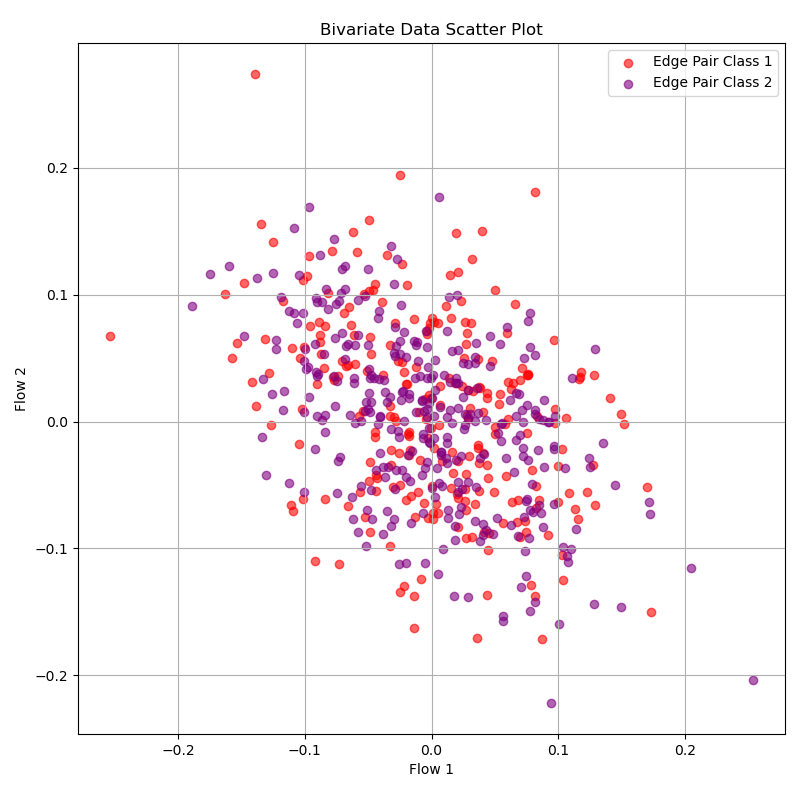 Bivariate Data Scatter Plot
Edge Pair Class 1
Edge Pair Class 2
Flow 2
0.2
0.1
0.0
−0.1
−0.2
−0.2
−0.1
0.0
0.1
0.2
Flow 1